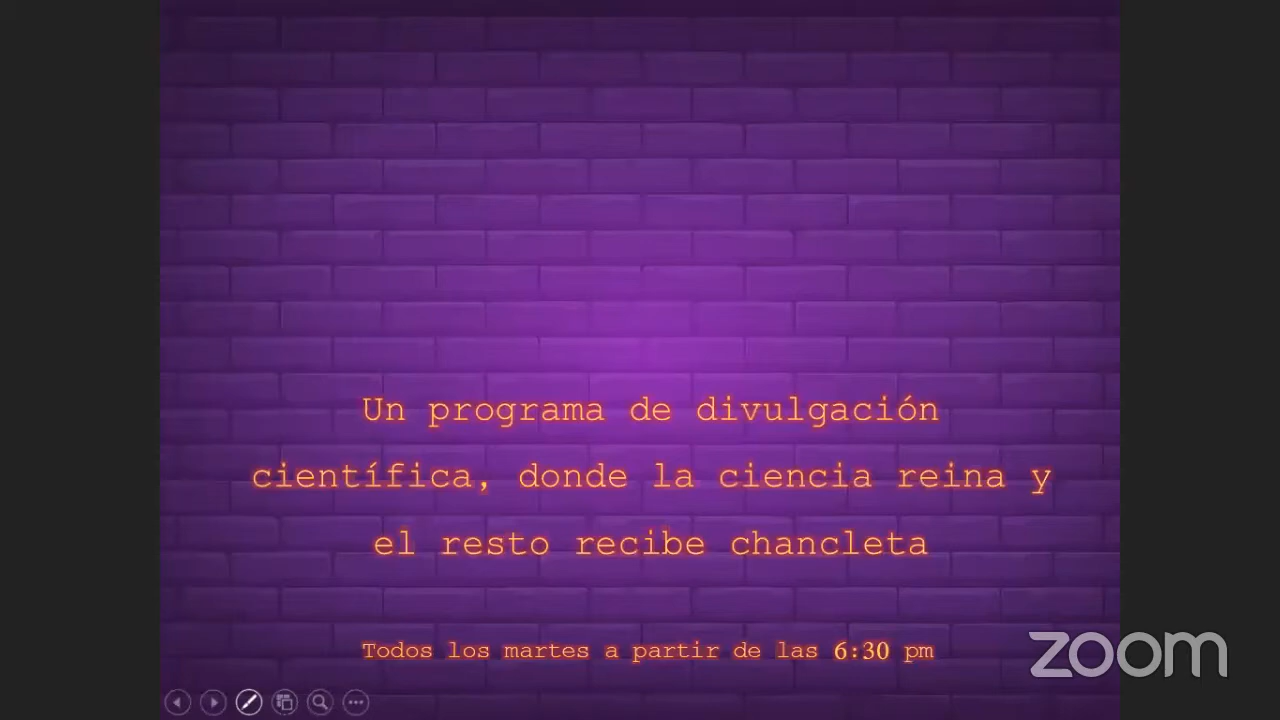 Un programa de divulgación
científica, donde la ciencia reina y
el resto recibe chancleta
Todos los martes a partir de las 6:30 pm
zoom